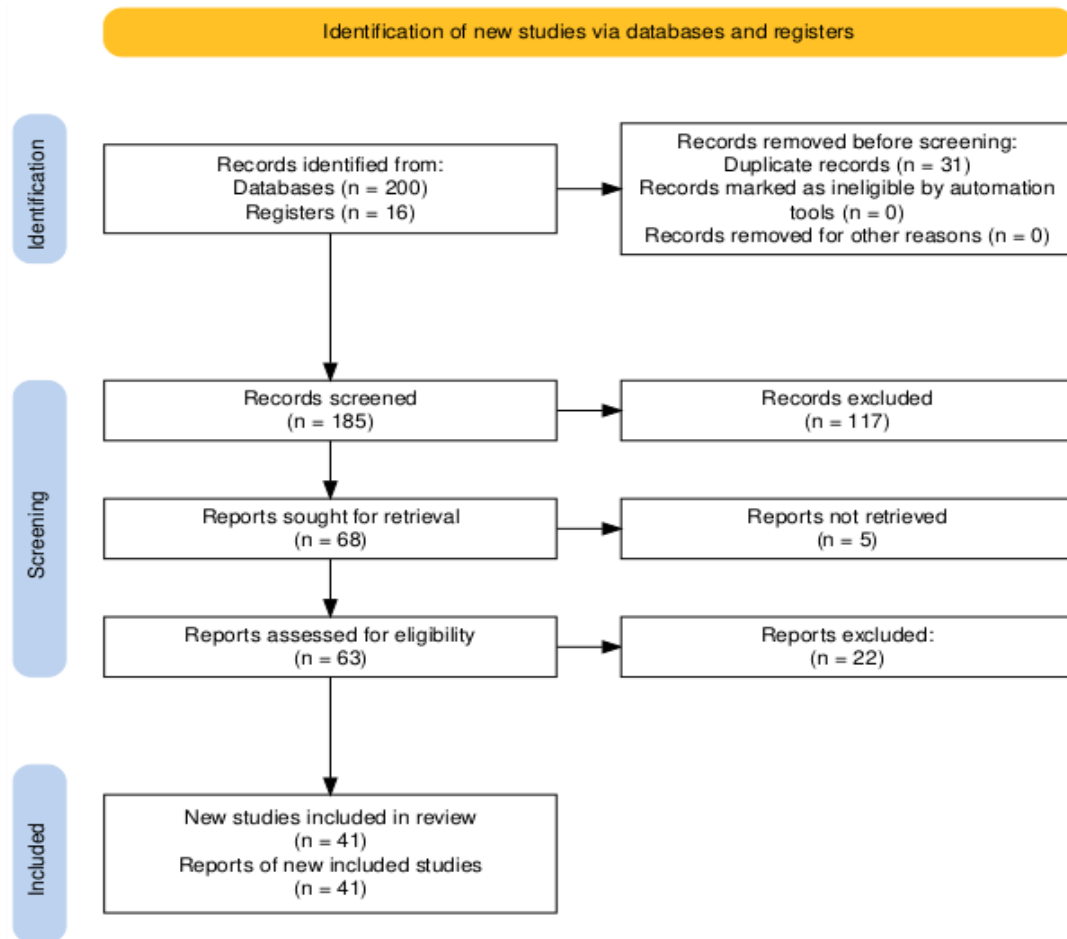 Identification of new studies via databases and registers
Identification
Records identified from:
Databases (n = 200)
Registers (n = 16)
Records removed before screening:
Duplicate records (n = 31)
Records marked as ineligible by automation
tools (n = 0)
Records removed for other reasons (n = 0)
Screening
Records screened
(n = 185)
Records excluded
(n = 117)
Reports sought for retrieval
(n = 68)
Reports not retrieved
(n = 5)
Reports assessed for eligibility
(n = 63)
Reports excluded:
(n = 22)
Included
New studies included in review
(n = 41)
Reports of new included studies
(n = 41)